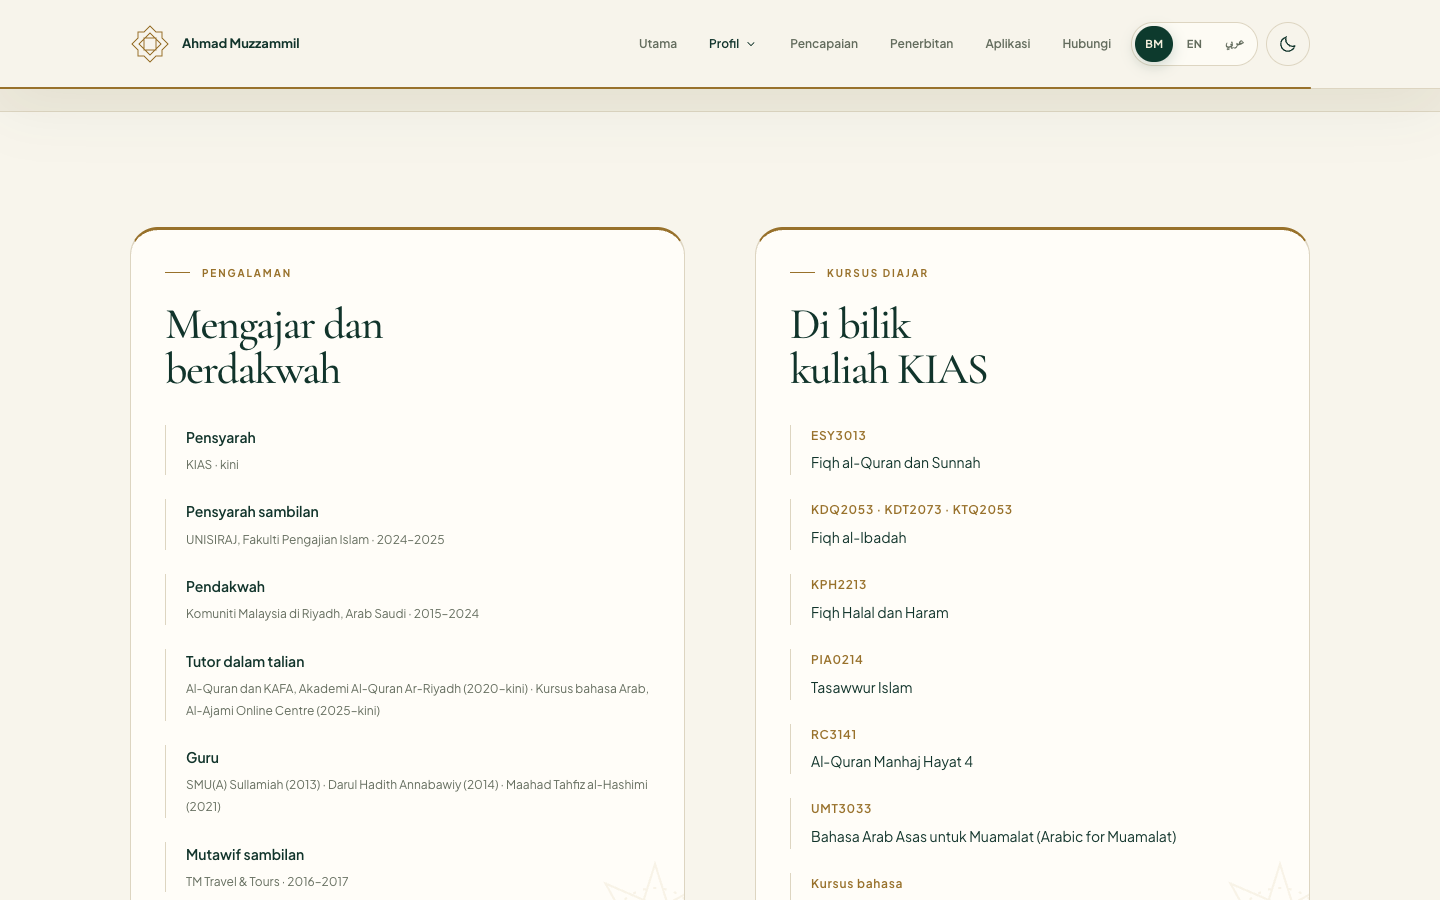 Ahmad Muzzammil
Utama
Profil
Pencapaian
Penerbitan
Aplikasi
Hubungi
BM
EN
عربي
PENGALAMAN
Mengajar dan
berdakwah
Pensyarah
KIAS · kini
Pensyarah sambilan
UNISIRAJ, Fakulti Pengajian Islam · 2024–2025
Pendakwah
Komuniti Malaysia di Riyadh, Arab Saudi · 2015–2024
Tutor dalam talian
Al-Quran dan KAFA, Akademi Al-Quran Ar-Riyadh (2020–kini) · Kursus bahasa Arab,
Al-Ajami Online Centre (2025–kini)
Guru
SMU(A) Sullamiah (2013) · Darul Hadith Annabawiy (2014) · Maahad Tahfiz al-Hashimi
(2021)
Mutawif sambilan
TM Travel & Tours · 2016–2017
KURSUS DIAJAR
Di bilik
kuliah KIAS
ESY3013
Fiqh al-Quran dan Sunnah
KDQ2053 · KDT2073 · KTQ2053
Fiqh al-Ibadah
KPH2213
Fiqh Halal dan Haram
PIA0214
Tasawwur Islam
RC3141
Al-Quran Manhaj Hayat 4
UMT3033
Bahasa Arab Asas untuk Muamalat (Arabic for Muamalat)
Kursus bahasa